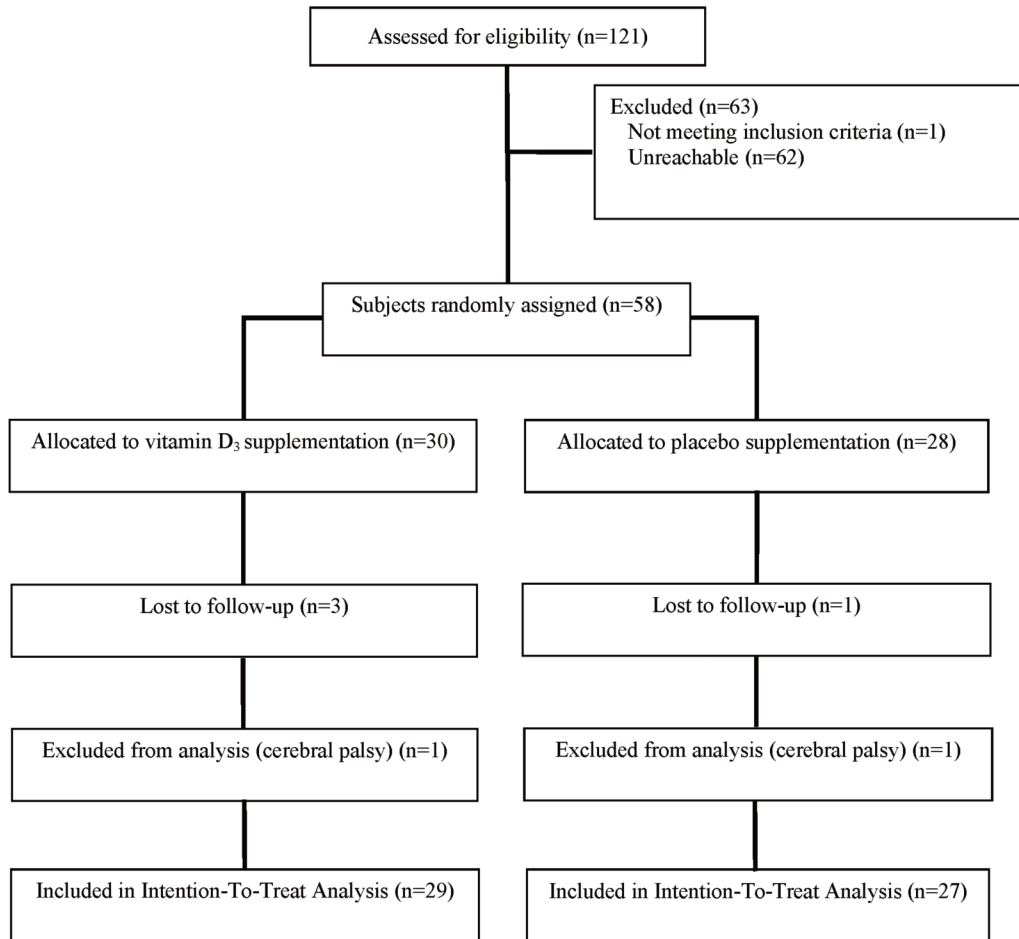 Assessed for eligibility (n=121)
Excluded (n=63)
Not meeting inclusion criteria (n=1)
Unreachable (n=62)
Subjects randomly assigned (n=58)
Allocated to vitamin D₃ supplementation (n=30)
Allocated to placebo supplementation (n=28)
Lost to follow-up (n=3)
Lost to follow-up (n=1)
Excluded from analysis (cerebral palsy) (n=1)
Excluded from analysis (cerebral palsy) (n=1)
Included in Intention-To-Treat Analysis (n=29)
Included in Intention-To-Treat Analysis (n=27)